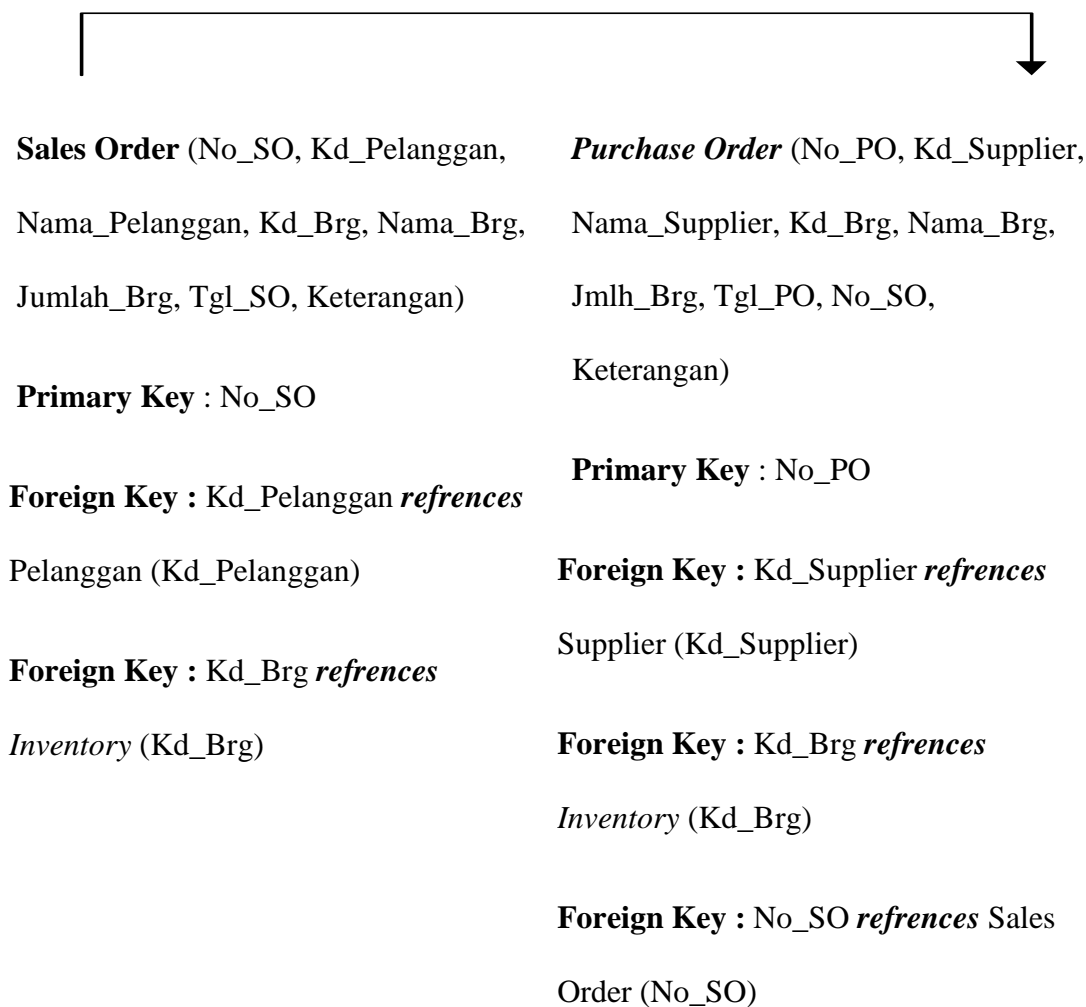 Sales Order (No_SO, Kd_Pelanggan,
Nama_Pelanggan, Kd_Brg, Nama_Brg,
Jumlah_Brg, Tgl_SO, Keterangan)
Primary Key : No_SO
Foreign Key : Kd_Pelanggan refrences
Pelanggan (Kd_Pelanggan)
Foreign Key : Kd_Brg refrences
Inventory (Kd_Brg)
Purchase Order (No_PO, Kd_Supplier,
Nama_Supplier, Kd_Brg, Nama_Brg,
Jmlh_Brg, Tgl_PO, No_SO,
Keterangan)
Primary Key : No_PO
Foreign Key : Kd_Supplier refrences
Supplier (Kd_Supplier)
Foreign Key : Kd_Brg refrences
Inventory (Kd_Brg)
Foreign Key : No_SO refrences Sales
Order (No_SO)